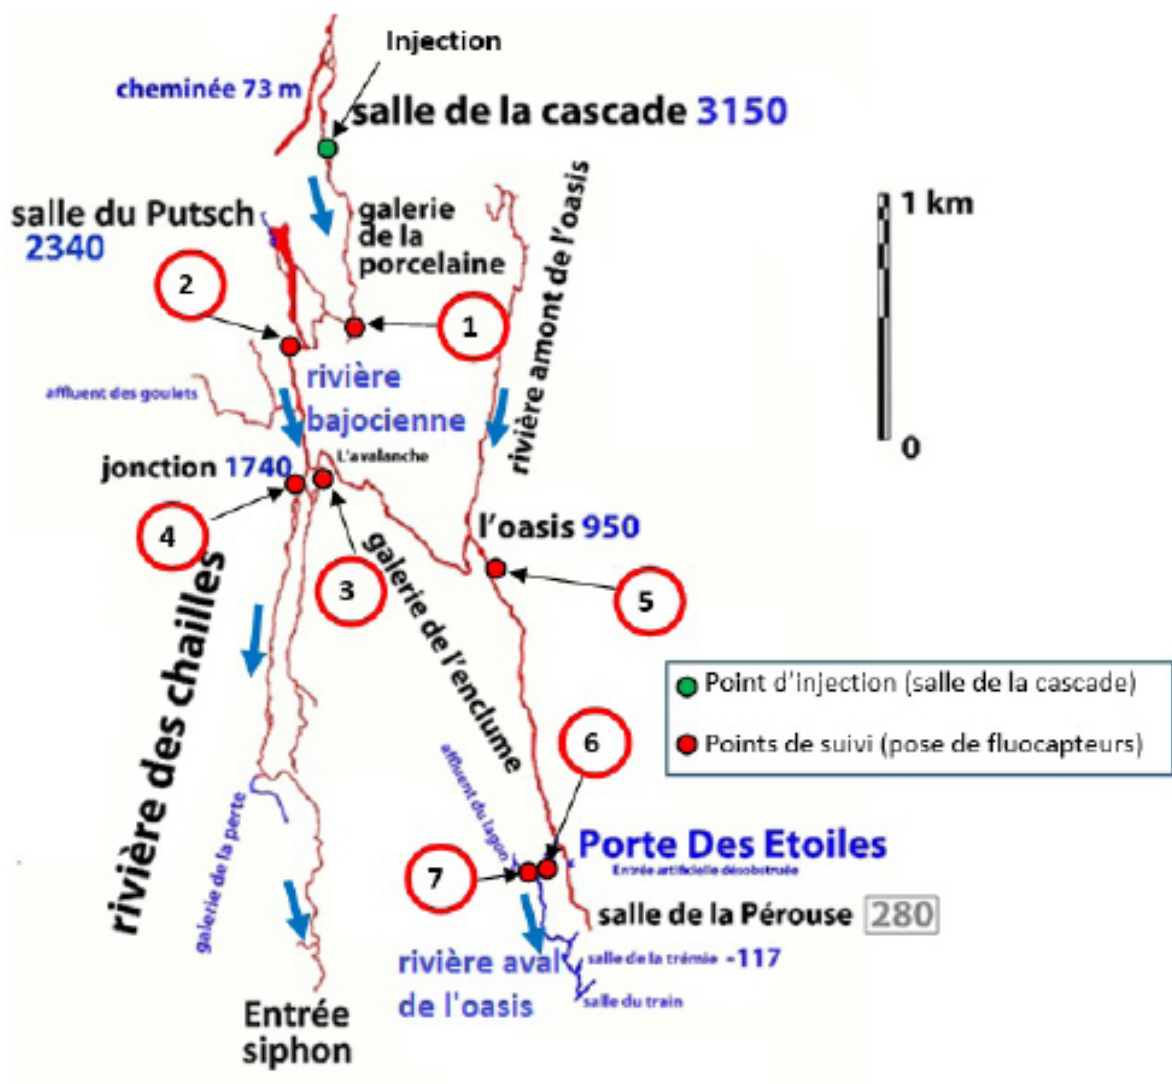 Injection
cheminée 73 m
salle de la cascade 3150
1 km
salle du Putsch
2340
galerie
de la
porcelaine
rivière amont de l'oasis
2
1
rivière
bajocienne
affluent des goulets
0
L'avalanche
jonction 1740
l'oasis 950
4
3
5
galerie de l'enclume
rivière des chailles
Point d'injection (salle de la cascade)
Points de suivi (pose de fluocapteurs)
6
affluent du lagon
galerie de la perte
Porte Des Etoiles
Entrée artificielle désobstruée
7
salle de la Pérouse 280
rivière aval
de l'oasis
salle de la trémie -117
salle du train
Entrée
siphon